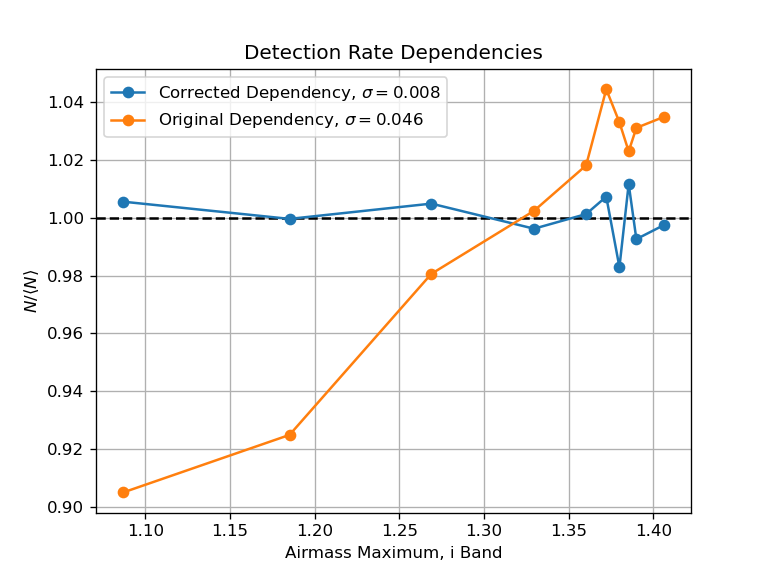 Detection Rate Dependencies
Corrected Dependency, σ = 0.008
Original Dependency, σ = 0.046
1.04
1.02
1.00
0.98
0.96
0.94
0.92
0.90
N/⟨N⟩
1.10 1.15 1.20 1.25 1.30 1.35 1.40
Airmass Maximum, i Band